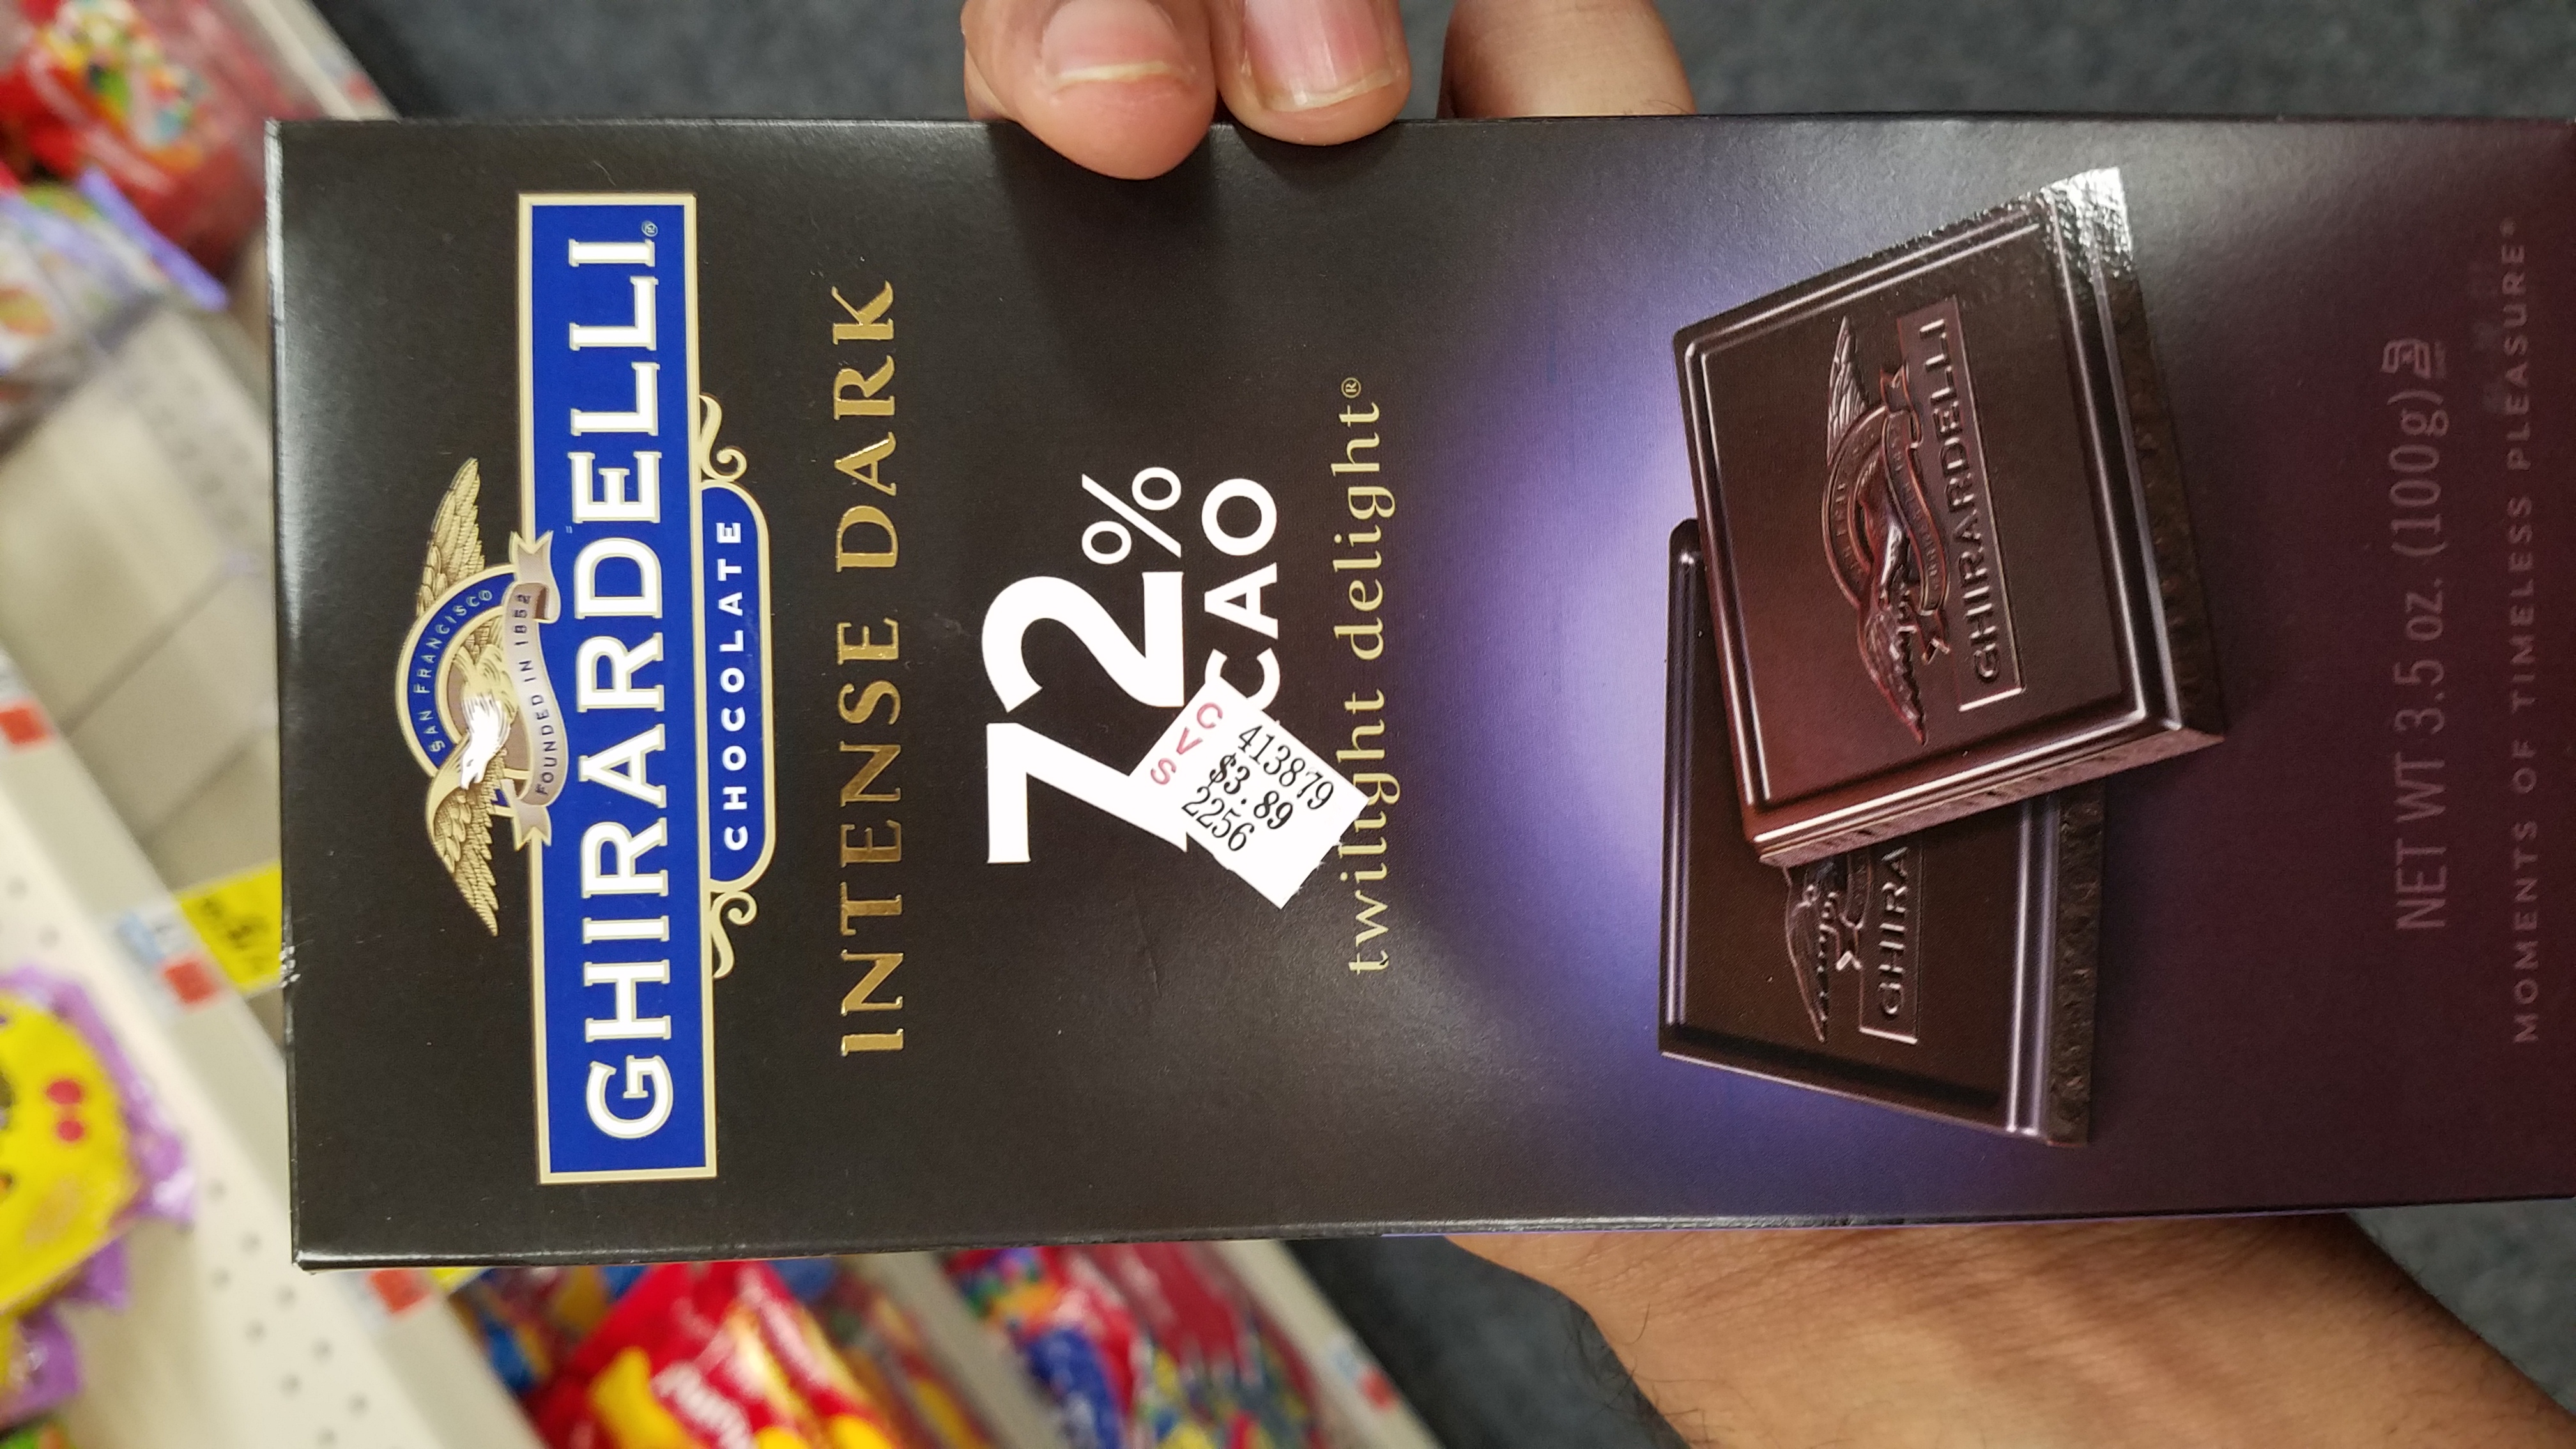 SAN FRANCISCO
FOUNDED IN 1852
GHIRARDELLI®
CHOCOLATE
INTENSE DARK
72%
CAO
CVS
413879
$3.89
2256
twilight delight®
GHIRA
GHIRARDELLI
NET WT 3.5 oz. (100g)
MOMENTS OF TIMELESS PLEASURE®